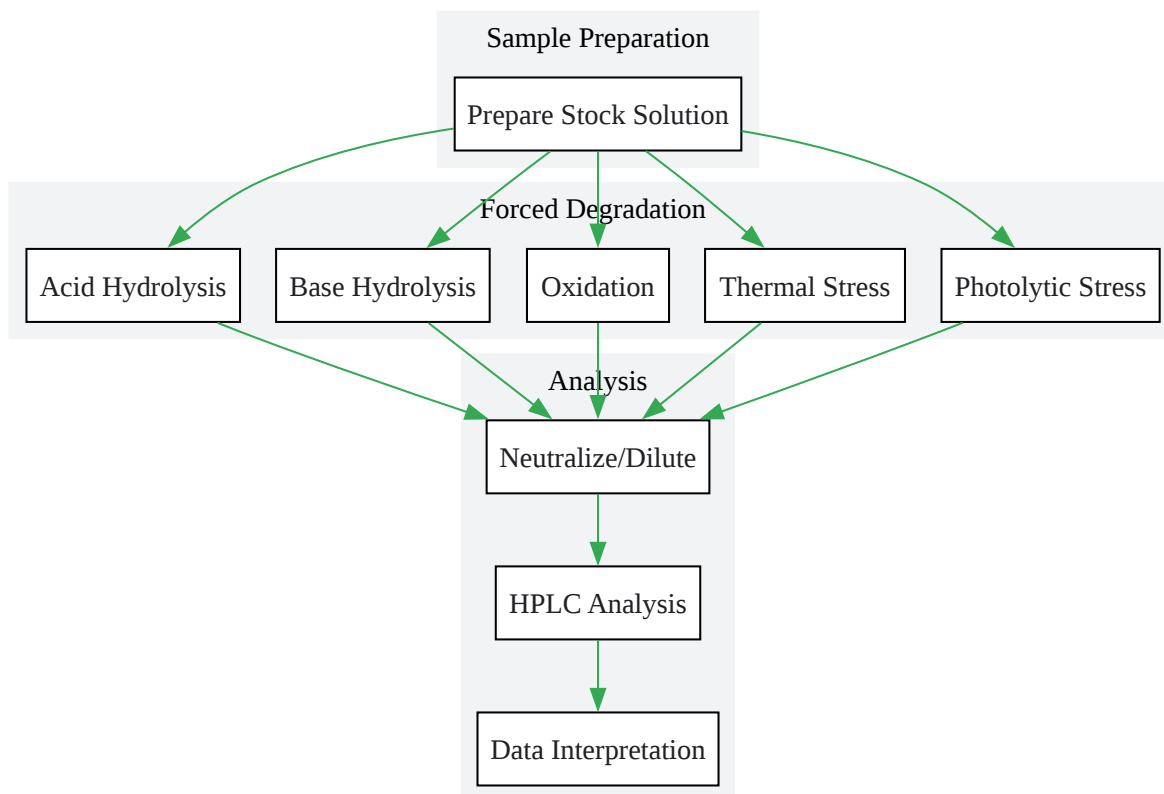 Sample Preparation
Prepare Stock Solution
Forced Degradation
Acid Hydrolysis
Base Hydrolysis
Oxidation
Thermal Stress
Photolytic Stress
Analysis
Neutralize/Dilute
HPLC Analysis
Data Interpretation